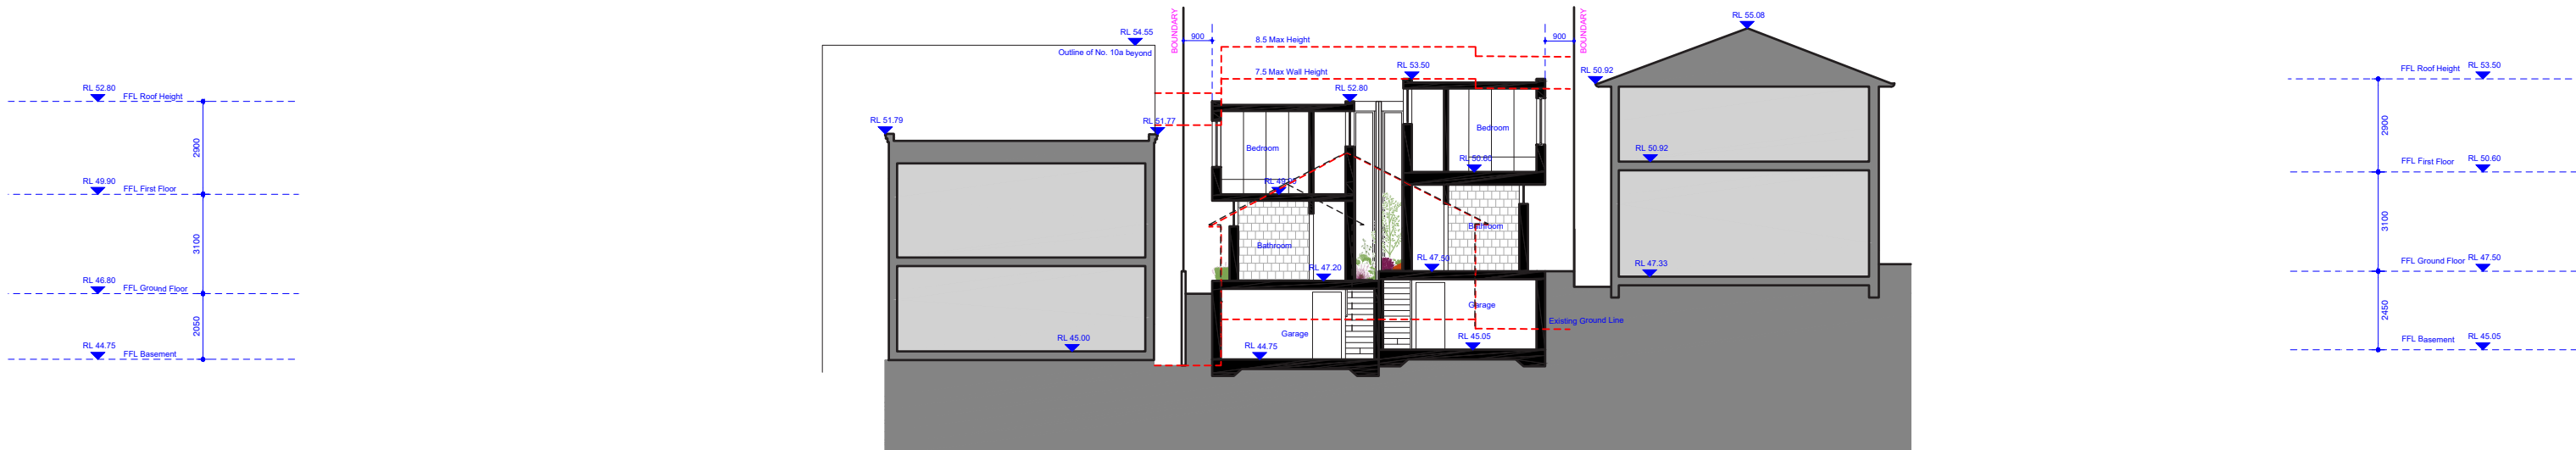 RL 52.80
FFL Roof Height
2900
RL 49.90
FFL First Floor
3100
RL 46.80
FFL Ground Floor
2050
RL 44.75
FFL Basement
RL 54.55
Outline of No. 10a beyond
RL 51.79
RL 51.77
RL 45.00
BOUNDARY
900
8.5 Max Height
7.5 Max Wall Height
RL 53.50
RL 52.80
Bedroom
Bedroom
RL 50.60
Bathroom
Bathroom
RL 47.20
RL 47.50
Garage
Garage
RL 44.75
RL 45.05
900
BOUNDARY
Existing Ground Line
RL 55.08
RL 50.92
RL 50.92
RL 47.33
FFL Roof Height
RL 53.50
2900
FFL First Floor
RL 50.60
3100
FFL Ground Floor
RL 47.50
2450
FFL Basement
RL 45.05